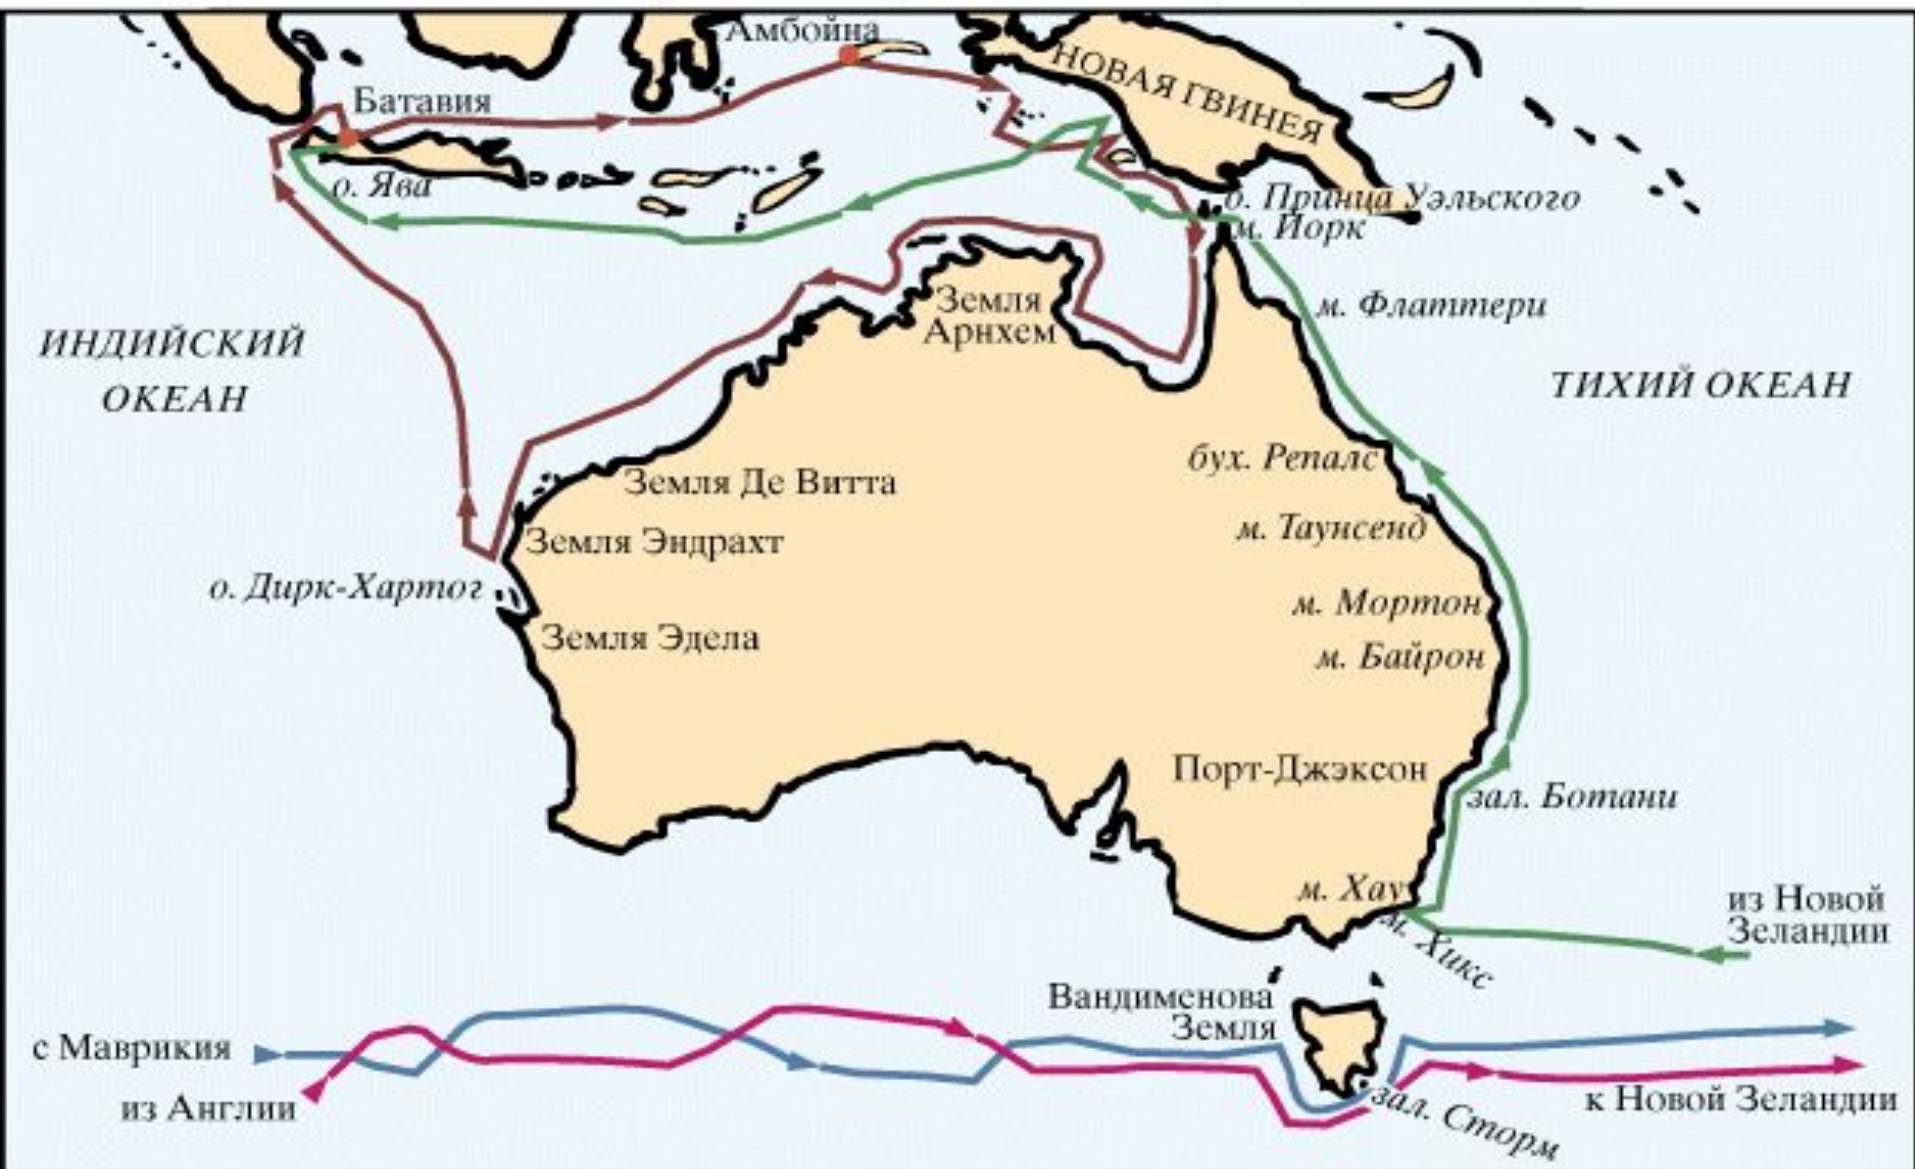 Амбойна
НОВАЯ ГВИНЕЯ
Батавия
о. Ява
о. Принца Уэльского
м. Йорк
Земля
Арнхем
м. Флаттери
ИНДИЙСКИЙ
ОКЕАН
ТИХИЙ ОКЕАН
бух. Репалс
Земля Де Витта
м. Таунсенд
Земля Эндрахт
о. Дирк-Хартог
м. Мортон
Земля Эдела
м. Байрон
Порт-Джэксон
зал. Ботани
м. Хау
м. Хикс
из Новой
Зеландии
Вандименова
Земля
с Маврикия
из Англии
зал. Сторм
к Новой Зеландии